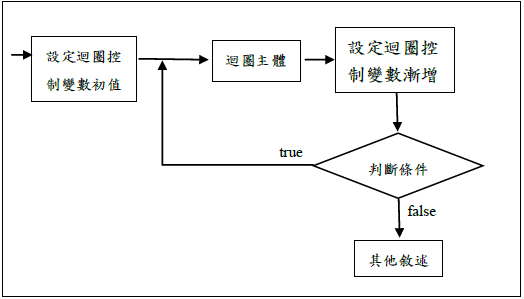 設定迴圈控
制變數初值
迴圈主體
設定迴圈控
制變數漸增
true
判斷條件
false
其他敘述